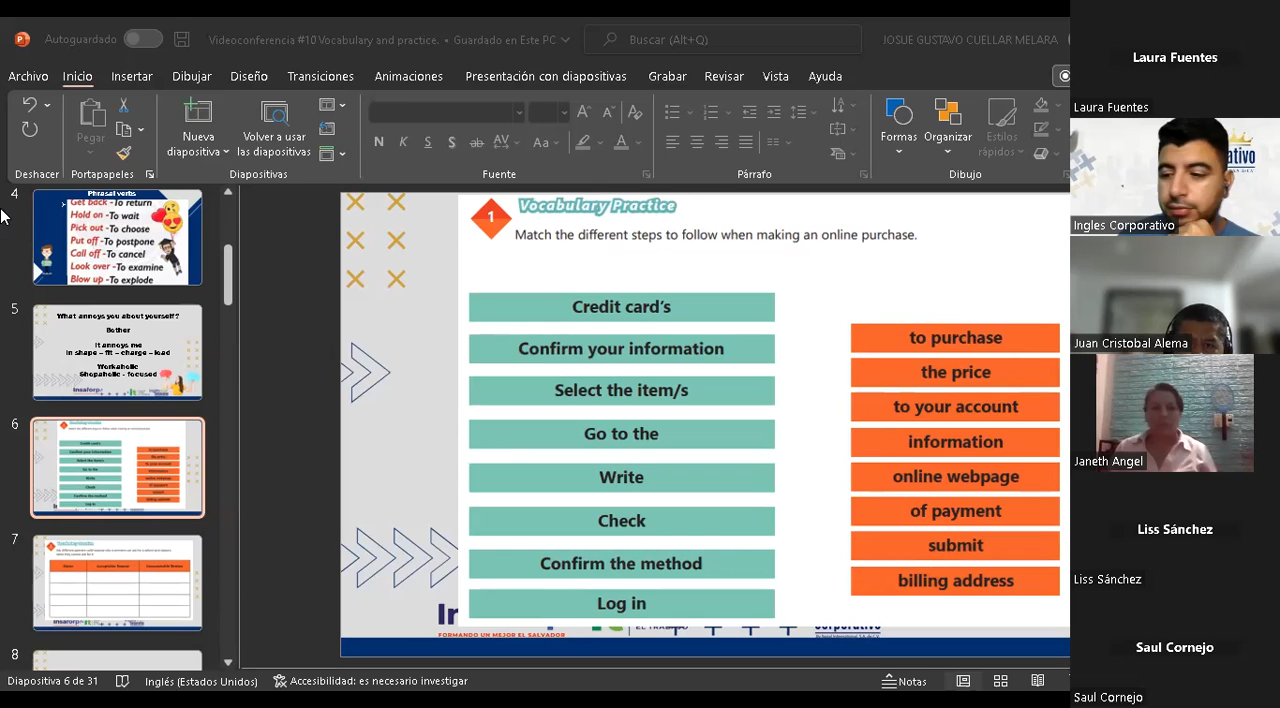 Autoguardado
Videoconferencia #10 Vocabulary and practice. • Guardado en Este PC
Buscar (Alt+Q)
JOSUE GUSTAVO CUELLAR MELARA
Archivo Inicio Insertar Dibujar Diseño Transiciones Animaciones Presentación con diapositivas Grabar Revisar Vista Ayuda
Pegar
Nueva diapositiva
Volver a usar las diapositivas
N K S S ab AV Aa A
Formas
Organizar
Estilos rápidos
Deshacer Portapapeles Diapositivas Fuente Párrafo Dibujo
4
Phrasal verbs
Get back -To return
Hold on -To wait
Pick out -To choose
Put off -To postpone
Call off -To cancel
Look over -To examine
Blow up -To explode
5
What annoys you about yourself?
Bother
It annoys me
In shape – fit – charge – load
Workaholic
Shopaholic - focused
6
7
8
1
Vocabulary Practice
Match the different steps to follow when making an online purchase.
Credit card's
Confirm your information
Select the item/s
Go to the
Write
Check
Confirm the method
Log in
to purchase
the price
to your account
information
online webpage
of payment
submit
billing address
FORMANDO UN MEJOR EL SALVADOR
Diapositiva 6 de 31
Inglés (Estados Unidos)
Accesibilidad: es necesario investigar
Notas
Laura Fuentes
Laura Fuentes
Ingles Corporativo
Juan Cristobal Alema
Janeth Angel
Liss Sánchez
Liss Sánchez
Saul Cornejo
Saul Cornejo